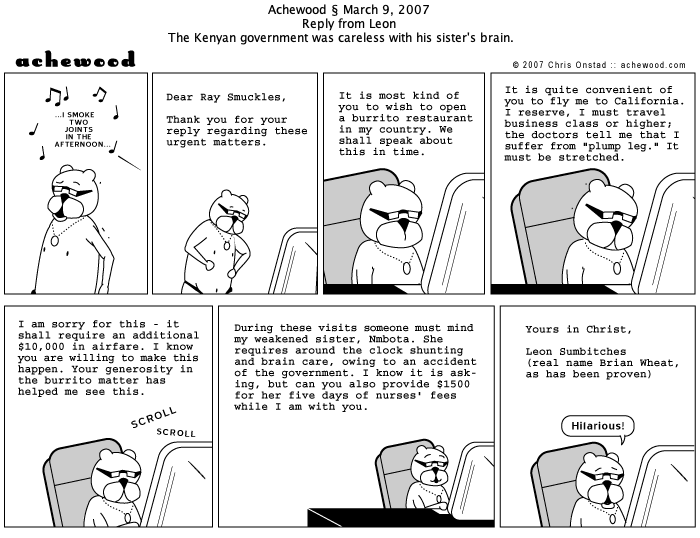 Achewood § March 9, 2007
Reply from Leon
The Kenyan government was careless with his sister's brain.
achewood
© 2007 Chris Onstad :: achewood.com
...I SMOKE
TWO
JOINTS
IN THE
AFTERNOON...
Dear Ray Smuckles,
Thank you for your
reply regarding these
urgent matters.
It is most kind of
you to wish to open
a burrito restaurant
in my country. We
shall speak about
this in time.
It is quite convenient of
you to fly me to California.
I reserve, I must travel
business class or higher;
the doctors tell me that I
suffer from "plump leg." It
must be stretched.
I am sorry for this - it
shall require an additional
$10,000 in airfare. I know
you are willing to make this
happen. Your generosity in
the burrito matter has
helped me see this.
SCROLL
SCROLL
During these visits someone must mind
my weakened sister, Nmbota. She
requires around the clock shunting
and brain care, owing to an accident
of the government. I know it is ask-
ing, but can you also provide $1500
for her five days of nurses' fees
while I am with you.
Yours in Christ,
Leon Sumbitches
(real name Brian Wheat,
as has been proven)
Hilarious!